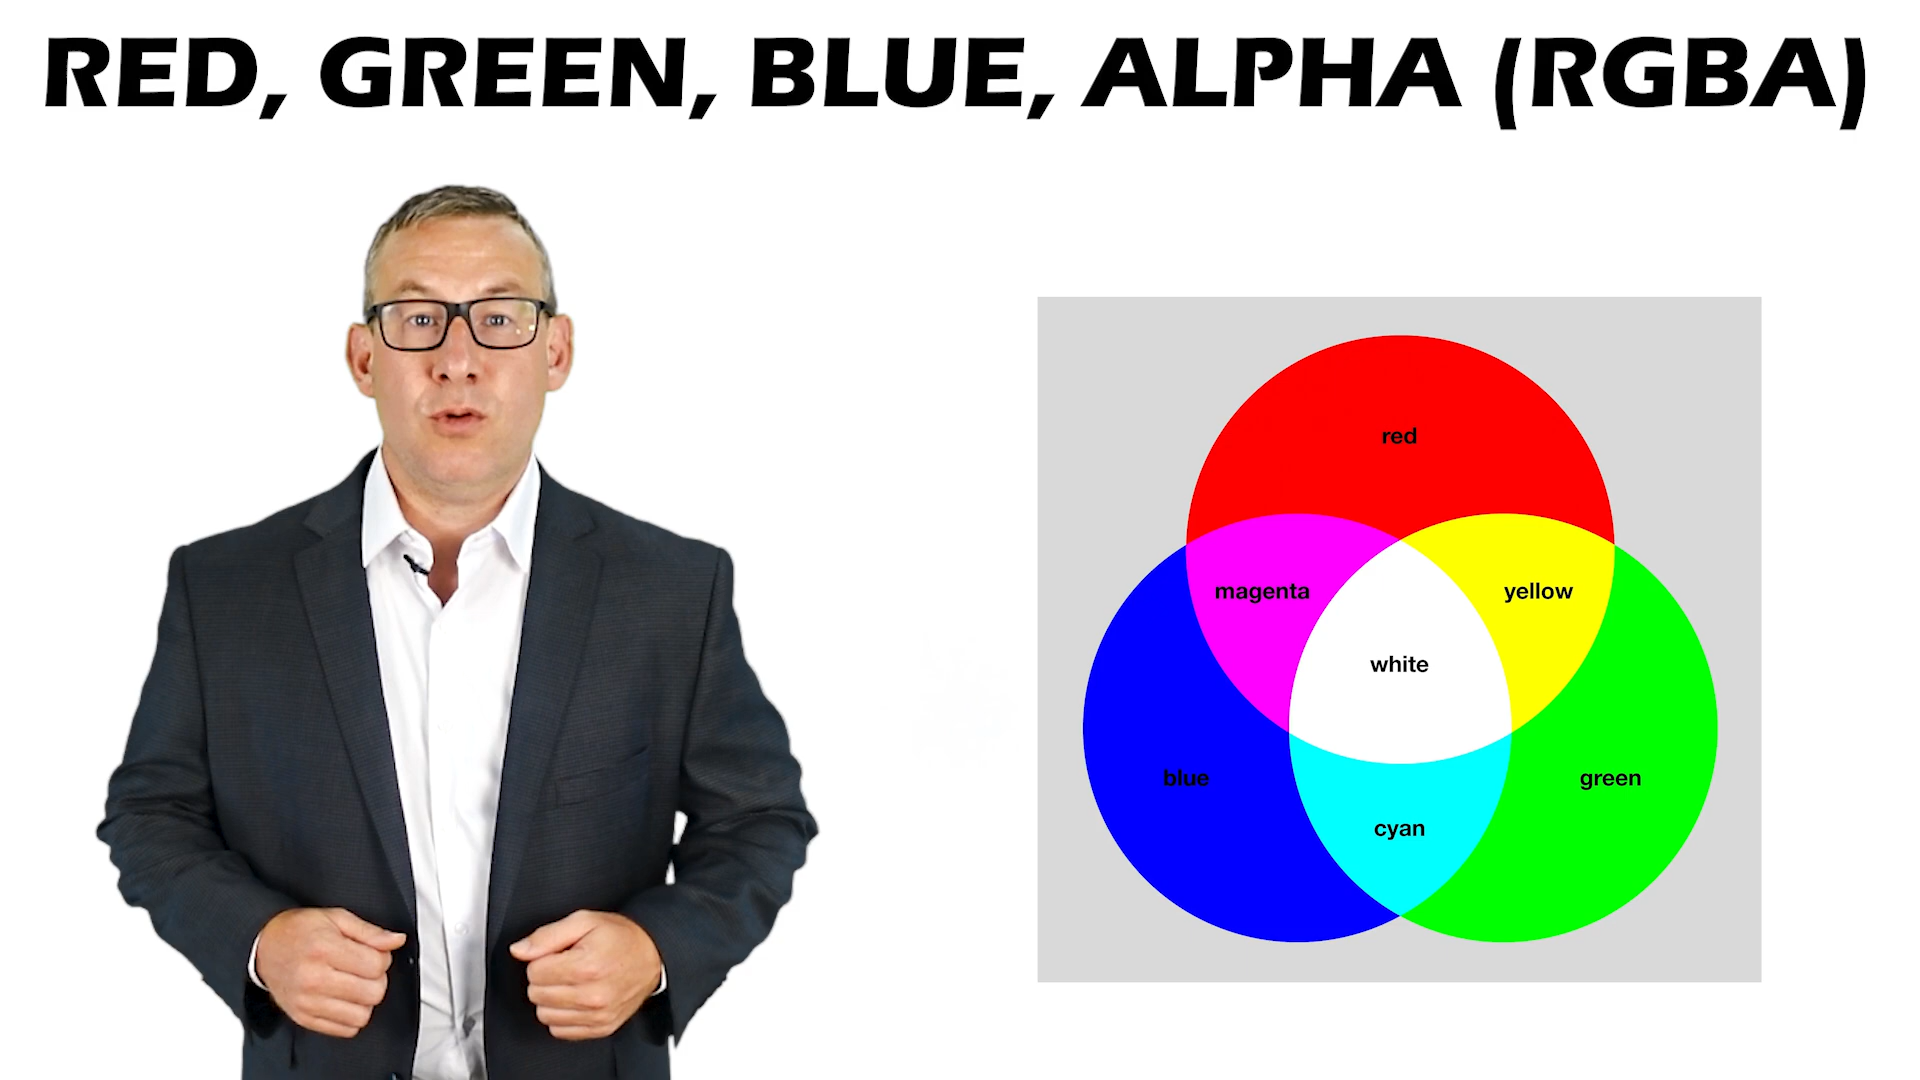 RED, GREEN, BLUE, ALPHA (RGBA)
red
magenta
yellow
white
blue
green
cyan